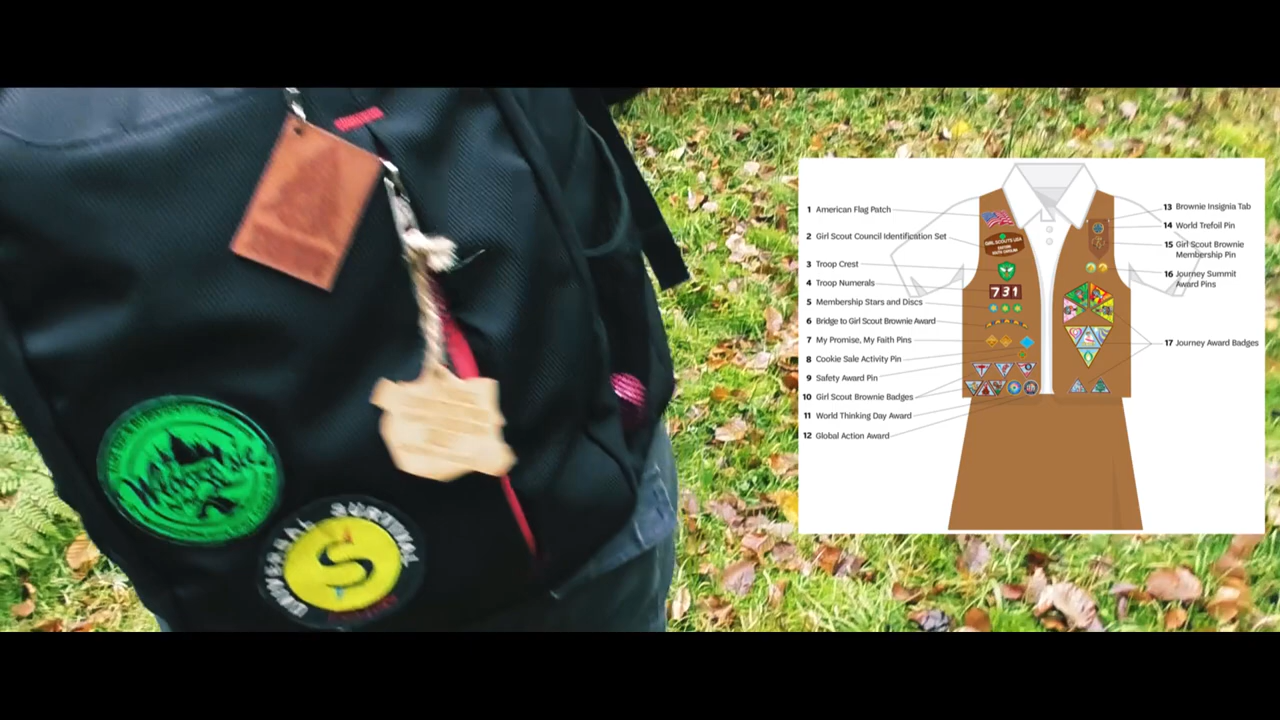 UNIVERSAL SURVIVAL
S
1 American Flag Patch
2 Girl Scout Council Identification Set
3 Troop Crest
4 Troop Numerals
5 Membership Stars and Discs
6 Bridge to Girl Scout Brownie Award
7 My Promise, My Faith Pins
8 Cookie Sale Activity Pin
9 Safety Award Pin
10 Girl Scout Brownie Badges
11 World Thinking Day Award
12 Global Action Award
GIRL SCOUTS USA
731
13 Brownie Insignia Tab
14 World Trefoil Pin
15 Girl Scout Brownie
Membership Pin
16 Journey Summit
Award Pins
17 Journey Award Badges